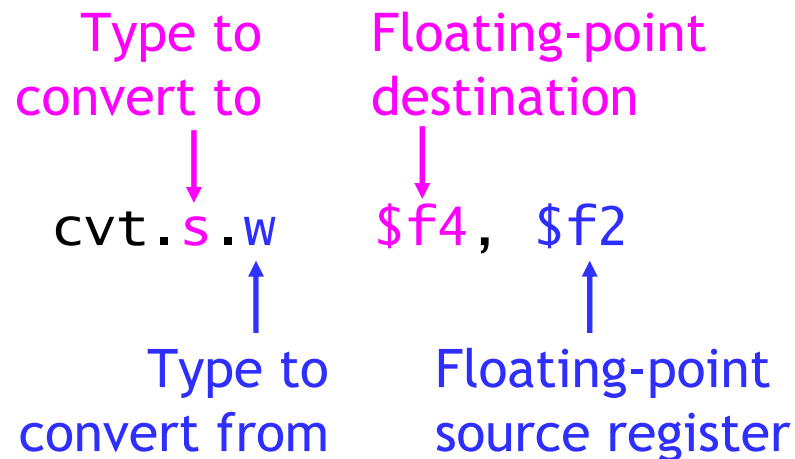 Type to
convert to
Floating-point
destination
cvt.s.w $f4, $f2
Type to
convert from
Floating-point
source register